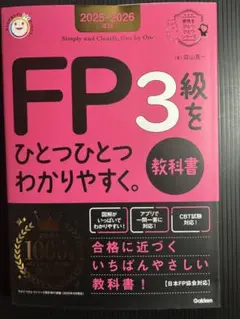 2025-2026
Simply and Clearly, One by One
FP3級を
ひとつひとつ
わかりやすく。
教科書
図解が
いっぱいで
わかりやすい!
アプリで
一問一答に
対応!
CBT試験
対応!
合格に近づく
いちばんやさしい
教科書!
【日本FP協会対応】
Gakken